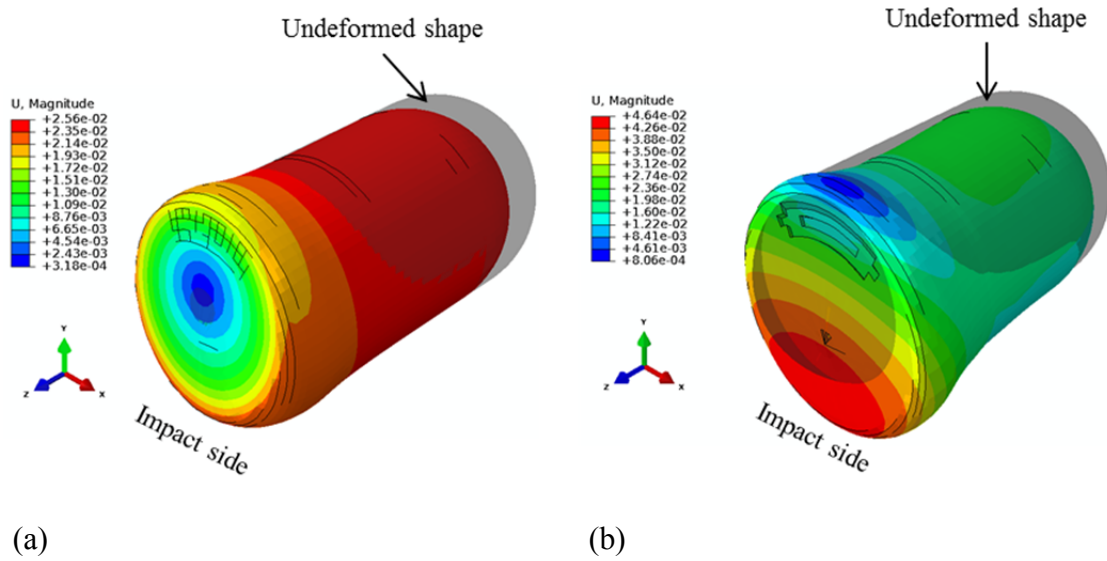 Undeformed shape
U, Magnitude
+2.56e-02
+2.35e-02
+2.14e-02
+1.93e-02
+1.72e-02
+1.51e-02
+1.30e-02
+1.09e-02
+8.76e-03
+6.65e-03
+4.54e-03
+2.43e-03
+3.18e-04
Y
Z
X
Impact side
(a)
Undeformed shape
U, Magnitude
+4.64e-02
+4.26e-02
+3.88e-02
+3.50e-02
+3.12e-02
+2.74e-02
+2.36e-02
+1.98e-02
+1.60e-02
+1.22e-02
+8.41e-03
+4.61e-03
+8.06e-04
Y
Z
X
Impact side
(b)